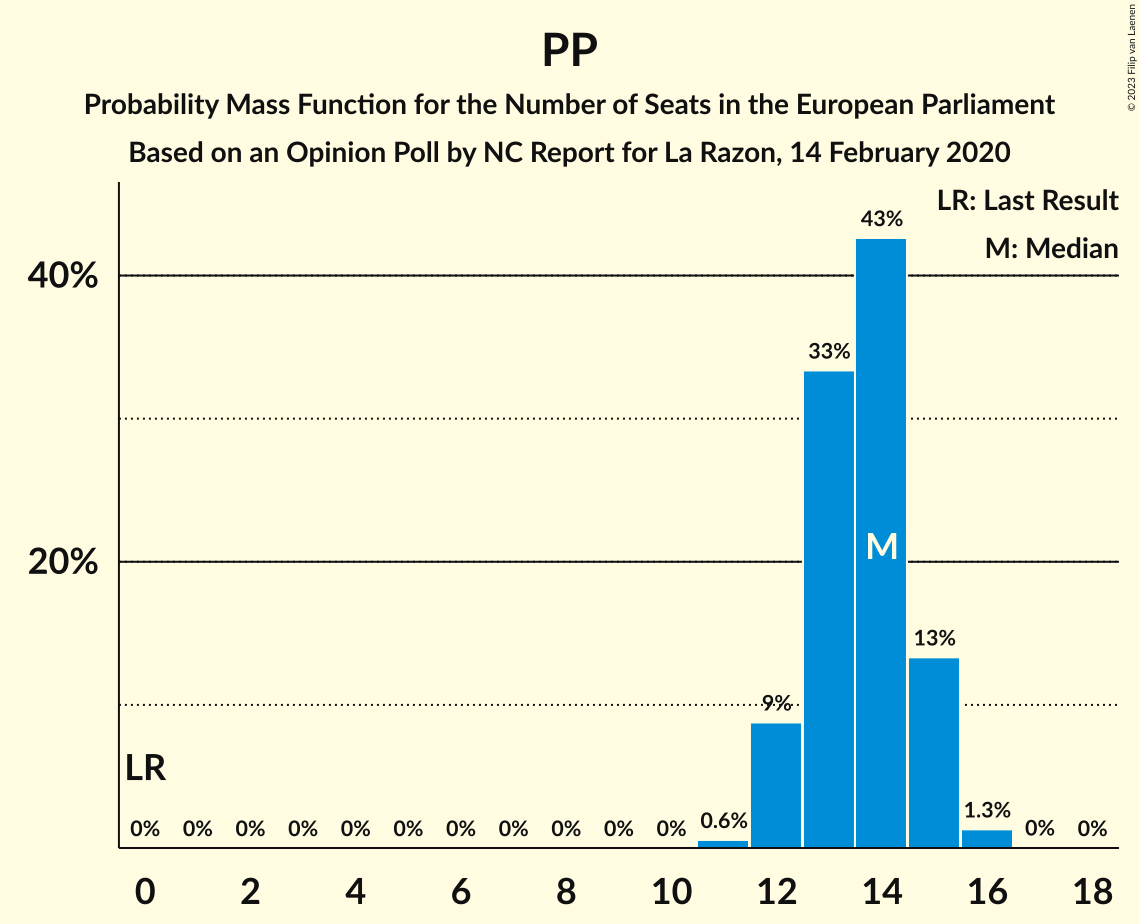 PP
Probability Mass Function for the Number of Seats in the European Parliament
Based on an Opinion Poll by NC Report for La Razon, 14 February 2020
© 2023 Filip van Laenen
LR: Last Result
M: Median
43%
40%
33%
M
20%
13%
9%
LR
0% 0% 0% 0% 0% 0% 0% 0% 0% 0% 0% 0.6% 1.3% 0% 0%
0 2 4 6 8 10 12 14 16 18